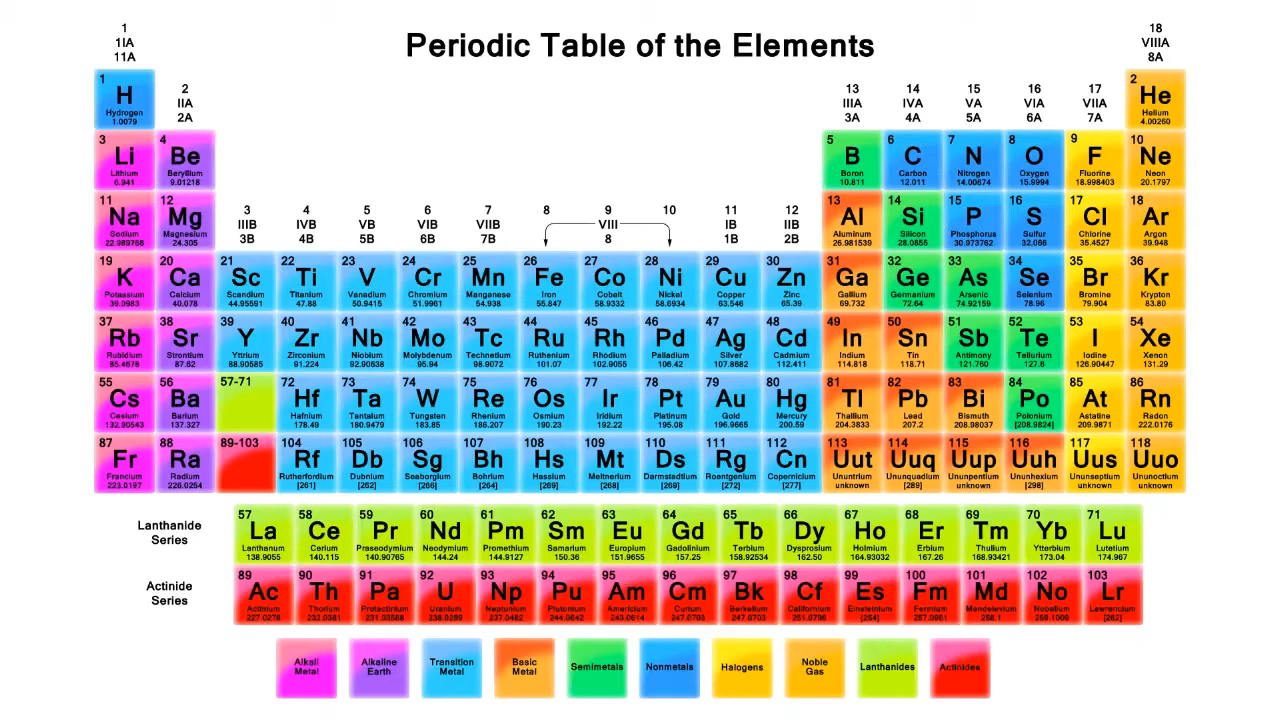 Periodic Table of the Elements
1
1IA
11A
18
VIIIA
8A
2
IIA
2A
13
IIIA
3A
14
IVA
4A
15
VA
5A
16
VIA
6A
17
VIIA
7A
3
IIIB
3B
4
IVB
4B
5
VB
5B
6
VIB
6B
7
VIIB
7B
8
9
VIII
8
10
11
IB
1B
12
IIB
2B
1
H
Hydrogen
1.0079
2
He
Helium
4.00260
3
Li
Lithium
6.941
4
Be
Beryllium
9.01218
5
B
Boron
10.811
6
C
Carbon
12.011
7
N
Nitrogen
14.00674
8
O
Oxygen
15.9994
9
F
Fluorine
18.998403
10
Ne
Neon
20.1797
11
Na
Sodium
22.989768
12
Mg
Magnesium
24.305
13
Al
Aluminum
26.981539
14
Si
Silicon
28.0855
15
P
Phosphorus
30.973762
16
S
Sulfur
32.066
17
Cl
Chlorine
35.4527
18
Ar
Argon
39.948
19
K
Potassium
39.0983
20
Ca
Calcium
40.078
21
Sc
Scandium
44.95591
22
Ti
Titanium
47.88
23
V
Vanadium
50.9415
24
Cr
Chromium
51.9961
25
Mn
Manganese
54.938
26
Fe
Iron
55.847
27
Co
Cobalt
58.9332
28
Ni
Nickel
58.6934
29
Cu
Copper
63.546
30
Zn
Zinc
65.39
31
Ga
Gallium
69.732
32
Ge
Germanium
72.64
33
As
Arsenic
74.92159
34
Se
Selenium
78.96
35
Br
Bromine
79.904
36
Kr
Krypton
83.80
37
Rb
Rubidium
85.4678
38
Sr
Strontium
87.62
39
Y
Yttrium
88.90585
40
Zr
Zirconium
91.224
41
Nb
Niobium
92.90638
42
Mo
Molybdenum
95.94
43
Tc
Technetium
98.9072
44
Ru
Ruthenium
101.07
45
Rh
Rhodium
102.9055
46
Pd
Palladium
106.42
47
Ag
Silver
107.8682
48
Cd
Cadmium
112.411
49
In
Indium
114.818
50
Sn
Tin
118.71
51
Sb
Antimony
121.760
52
Te
Tellurium
127.6
53
I
Iodine
126.90447
54
Xe
Xenon
131.29
55
Cs
Cesium
132.90543
56
Ba
Barium
137.327
57-71
72
Hf
Hafnium
178.49
73
Ta
Tantalum
180.9479
74
W
Tungsten
183.85
75
Re
Rhenium
186.207
76
Os
Osmium
190.23
77
Ir
Iridium
192.22
78
Pt
Platinum
195.08
79
Au
Gold
196.9665
80
Hg
Mercury
200.59
81
Tl
Thallium
204.3833
82
Pb
Lead
207.2
83
Bi
Bismuth
208.98037
84
Po
Polonium
[208.9824]
85
At
Astatine
209.9871
86
Rn
Radon
222.0176
87
Fr
Francium
223.0197
88
Ra
Radium
226.0254
89-103
104
Rf
Rutherfordium
[261]
105
Db
Dubnium
[262]
106
Sg
Seaborgium
[266]
107
Bh
Bohrium
[264]
108
Hs
Hassium
[269]
109
Mt
Meitnerium
[268]
110
Ds
Darmstadtium
[269]
111
Rg
Roentgenium
[272]
112
Cn
Copernicium
[277]
113
Uut
Ununtrium
unknown
114
Uuq
Ununquadium
[289]
115
Uup
Ununpentium
unknown
116
Uuh
Ununhexium
[298]
117
Uus
Ununseptium
unknown
118
Uuo
Ununoctium
unknown
Lanthanide
Series
57
La
Lanthanum
138.9055
58
Ce
Cerium
140.115
59
Pr
Praseodymium
140.90765
60
Nd
Neodymium
144.24
61
Pm
Promethium
144.9127
62
Sm
Samarium
150.36
63
Eu
Europium
151.9655
64
Gd
Gadolinium
157.25
65
Tb
Terbium
158.92534
66
Dy
Dysprosium
162.50
67
Ho
Holmium
164.93032
68
Er
Erbium
167.26
69
Tm
Thulium
168.93421
70
Yb
Ytterbium
173.04
71
Lu
Lutetium
174.967
Actinide
Series
89
Ac
Actinium
227.0278
90
Th
Thorium
232.0381
91
Pa
Protactinium
231.03588
92
U
Uranium
238.0289
93
Np
Neptunium
237.0482
94
Pu
Plutonium
244.0642
95
Am
Americium
243.0614
96
Cm
Curium
247.0703
97
Bk
Berkelium
247.0703
98
Cf
Californium
251.0796
99
Es
Einsteinium
[254]
100
Fm
Fermium
257.0951
101
Md
Mendelevium
258.1
102
No
Nobelium
259.1009
103
Lr
Lawrencium
[262]
Alkali
Metal
Alkaline
Earth
Transition
Metal
Basic
Metal
Semimetals
Nonmetals
Halogens
Noble
Gas
Lanthanides
Actinides